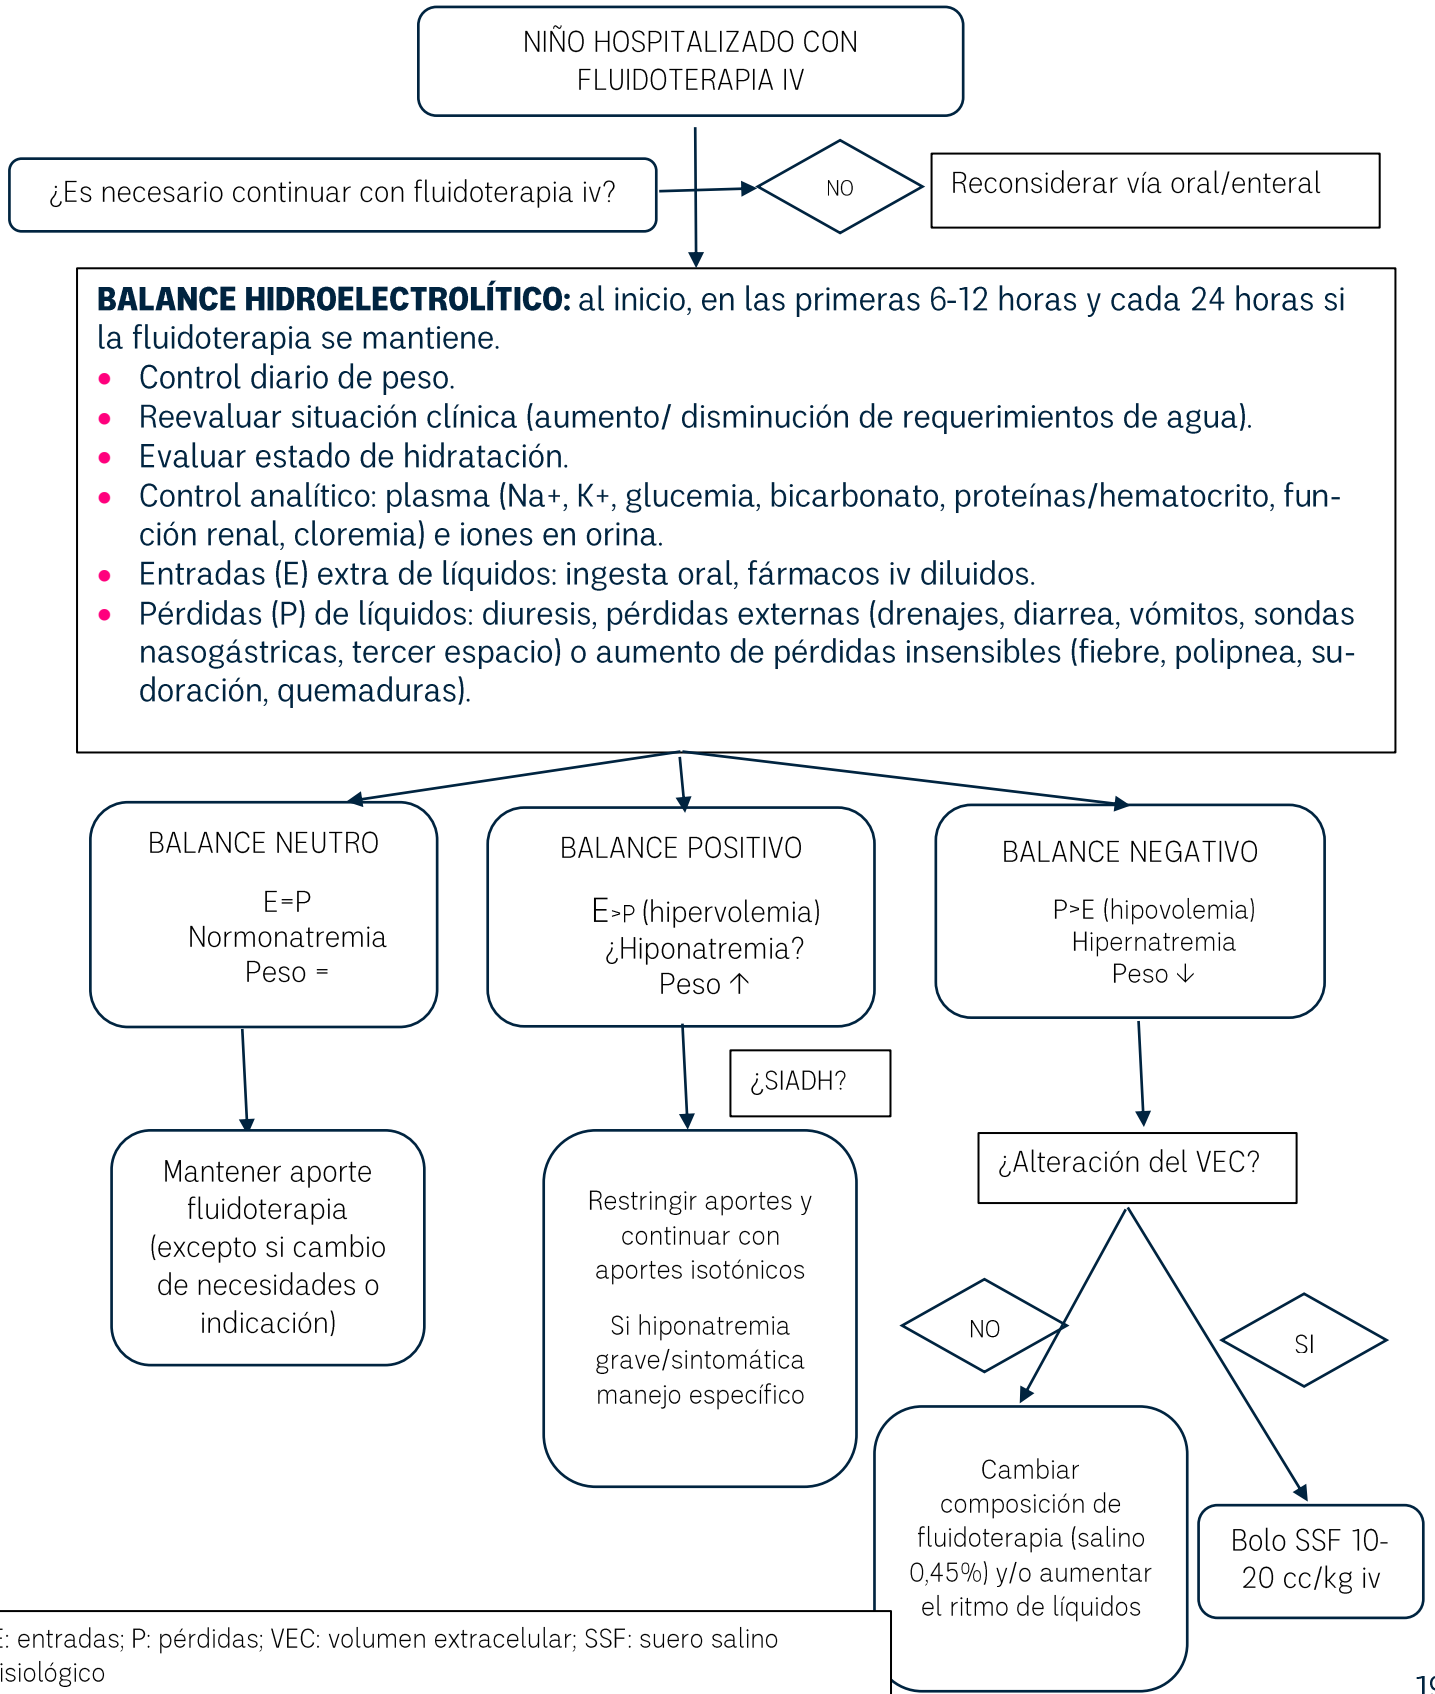 NIÑO HOSPITALIZADO CON
FLUIDOTERAPIA IV
¿Es necesario continuar con fluidoterapia iv?
NO
Reconsiderar vía oral/enteral
BALANCE HIDROELECTROLÍTICO: al inicio, en las primeras 6-12 horas y cada 24 horas si
la fluidoterapia se mantiene.
• Control diario de peso.
• Reevaluar situación clínica (aumento/ disminución de requerimientos de agua).
• Evaluar estado de hidratación.
• Control analítico: plasma (Na+, K+, glucemia, bicarbonato, proteínas/hematocrito, fun-
ción renal, cloremia) e iones en orina.
• Entradas (E) extra de líquidos: ingesta oral, fármacos iv diluidos.
• Pérdidas (P) de líquidos: diuresis, pérdidas externas (drenajes, diarrea, vómitos, sondas
nasogástricas, tercer espacio) o aumento de pérdidas insensibles (fiebre, polipnea, su-
doración, quemaduras).
BALANCE NEUTRO
E=P
Normonatremia
Peso =
BALANCE POSITIVO
E>P (hipervolemia)
¿Hiponatremia?
Peso ↑
BALANCE NEGATIVO
P>E (hipovolemia)
Hipernatremia
Peso ↓
¿SIADH?
¿Alteración del VEC?
Mantener aporte
fluidoterapia
(excepto si cambio
de necesidades o
indicación)
Restringir aportes y
continuar con
aportes isotónicos
Si hiponatremia
grave/sintomática
manejo específico
NO
SI
Cambiar
composición de
fluidoterapia (salino
0,45%) y/o aumentar
el ritmo de líquidos
Bolo SSF 10-
20 cc/kg iv
E: entradas; P: pérdidas; VEC: volumen extracelular; SSF: suero salino
isiológico